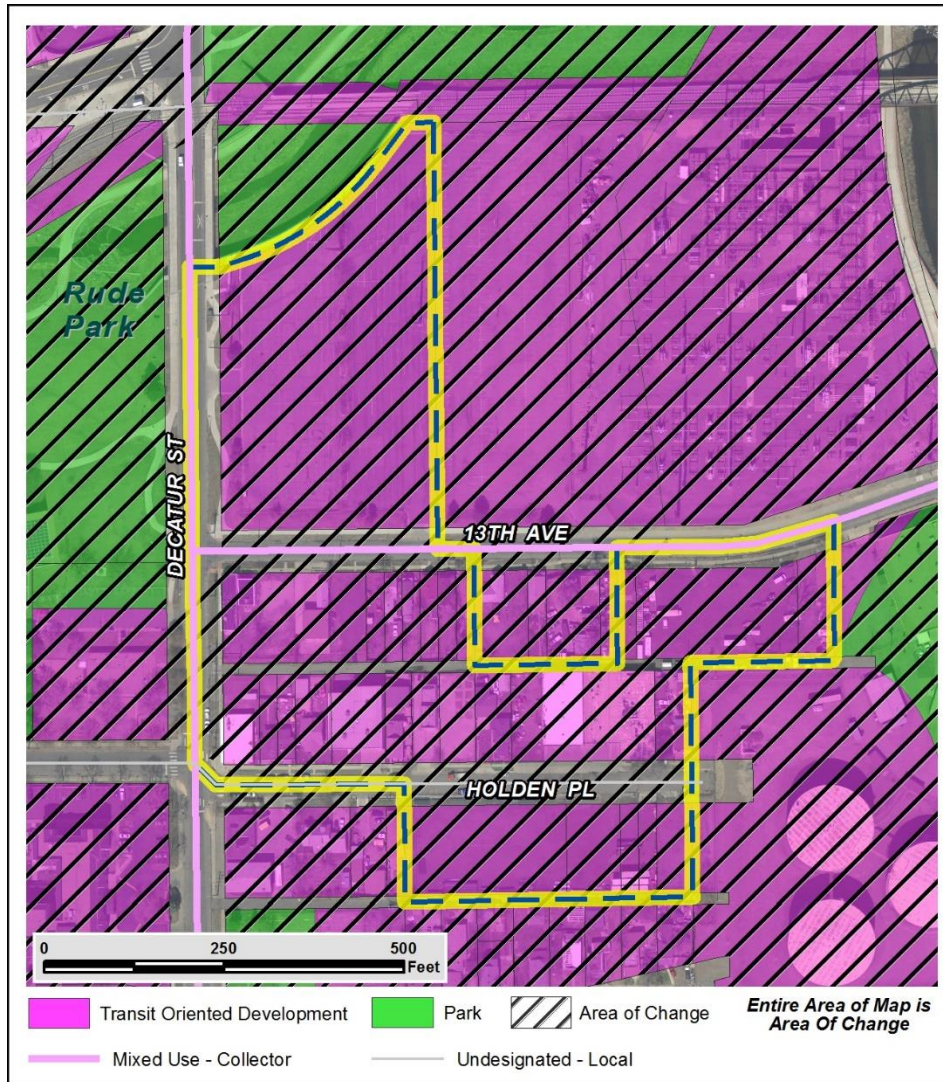 Rude
Park
DECATUR ST
13TH AVE
HOLDEN PL
0 250 500
Feet
Transit Oriented Development
Park
Area of Change
Entire Area of Map is
Area Of Change
Mixed Use - Collector
Undesignated - Local